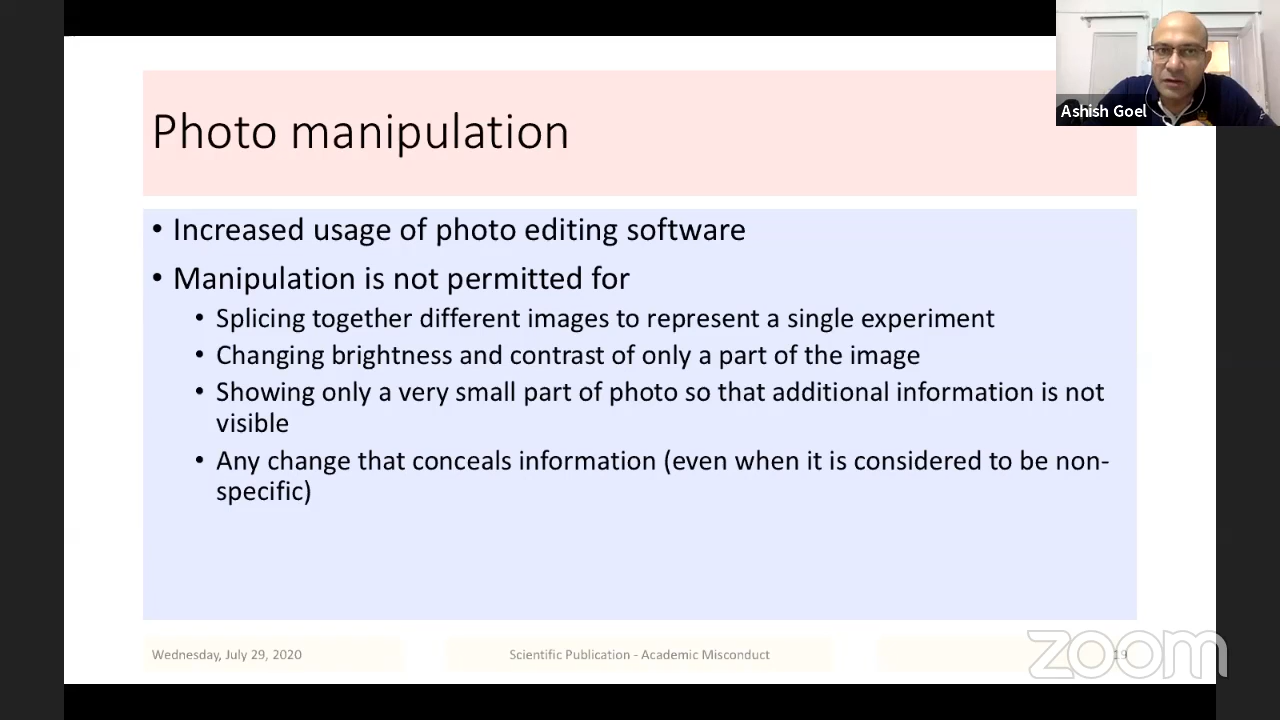 Photo manipulation
Ashish Goel
• Increased usage of photo editing software
• Manipulation is not permitted for
• Splicing together different images to represent a single experiment
• Changing brightness and contrast of only a part of the image
• Showing only a very small part of photo so that additional information is not
visible
• Any change that conceals information (even when it is considered to be non-
specific)
Wednesday, July 29, 2020
Scientific Publication - Academic Misconduct
19
zoom